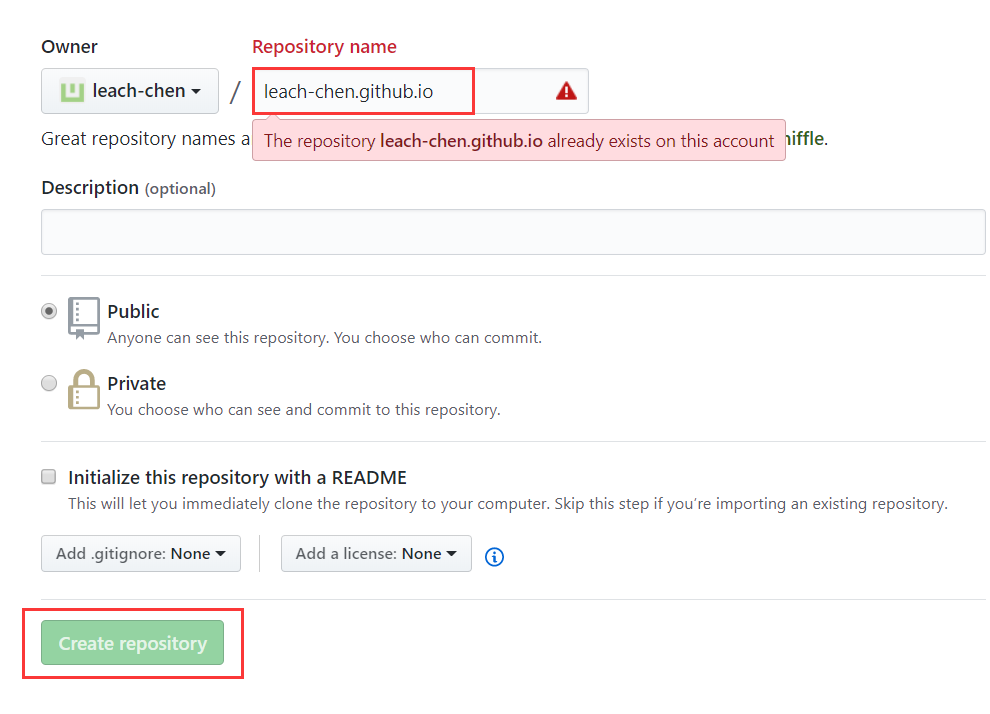 Owner
Repository name
leach-chen
/
leach-chen.github.io
Great repository names a
The repository leach-chen.github.io already exists on this account
iffle.
Description (optional)
Public
Anyone can see this repository. You choose who can commit.
Private
You choose who can see and commit to this repository.
Initialize this repository with a README
This will let you immediately clone the repository to your computer. Skip this step if you’re importing an existing repository.
Add .gitignore: None
Add a license: None
Create repository